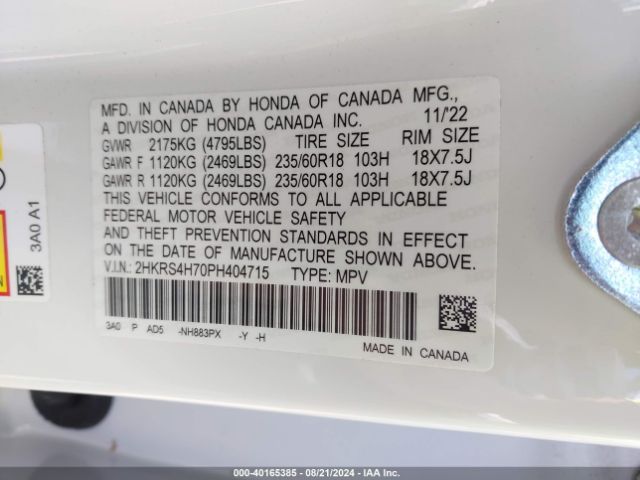 MFD. IN CANADA BY HONDA OF CANADA MFG.,
A DIVISION OF HONDA CANADA INC. 11/'22
GVWR 2175KG (4795LBS) TIRE SIZE RIM SIZE
GAWR F 1120KG (2469LBS) 235/60R18 103H 18X7.5J
GAWR R 1120KG (2469LBS) 235/60R18 103H 18X7.5J
THIS VEHICLE CONFORMS TO ALL APPLICABLE
FEDERAL MOTOR VEHICLE SAFETY
AND THEFT PREVENTION STANDARDS IN EFFECT
ON THE DATE OF MANUFACTURE SHOWN ABOVE.
V.I.N.: 2HKRS4H70PH404715 TYPE: MPV
3A0 P AD5 -NH883PX -Y -H
MADE IN CANADA
3A0 A1
000-40165385 - 08/21/2024 - IAA Inc.